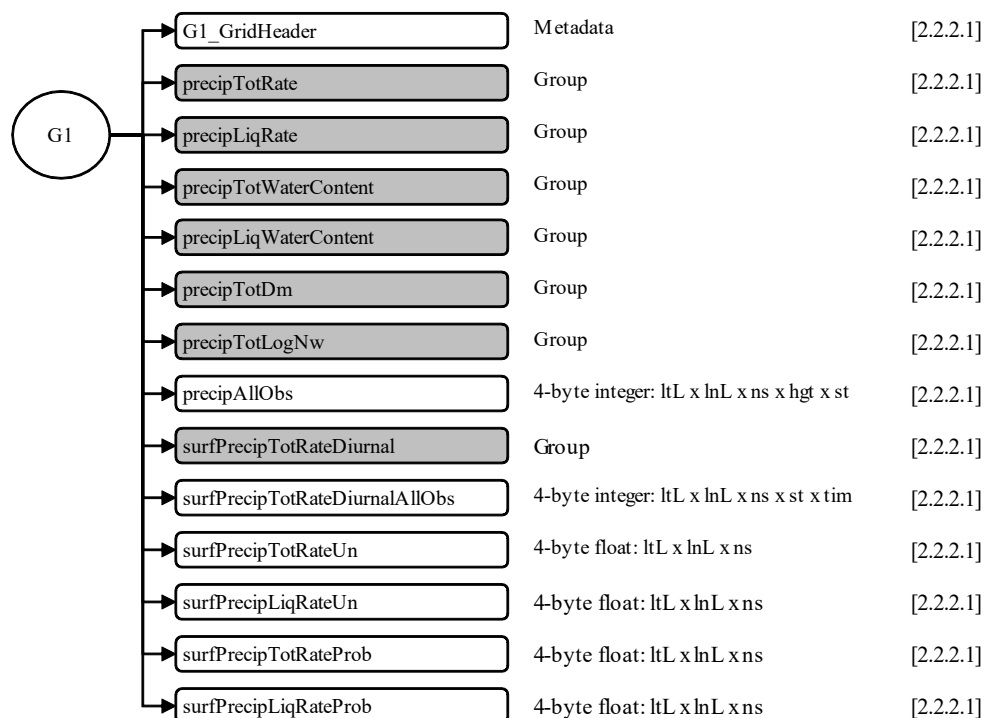 G1_GridHeader Metadata [2.2.2.1]
precipTotRate Group [2.2.2.1]
G1
precipLiqRate Group [2.2.2.1]
precipTotWaterContent Group [2.2.2.1]
precipLiqWaterContent Group [2.2.2.1]
precipTotDm Group [2.2.2.1]
precipTotLogNw Group [2.2.2.1]
precipAllObs 4-byte integer: ltL x lnL x ns x hgt x st [2.2.2.1]
surfPrecipTotRateDiurnal Group [2.2.2.1]
surfPrecipTotRateDiurnalAllObs 4-byte integer: ltL x lnL x ns x st x tim [2.2.2.1]
surfPrecipTotRateUn 4-byte float: ltL x lnL x ns [2.2.2.1]
surfPrecipLiqRateUn 4-byte float: ltL x lnL x ns [2.2.2.1]
surfPrecipTotRateProb 4-byte float: ltL x lnL x ns [2.2.2.1]
surfPrecipLiqRateProb 4-byte float: ltL x lnL x ns [2.2.2.1]